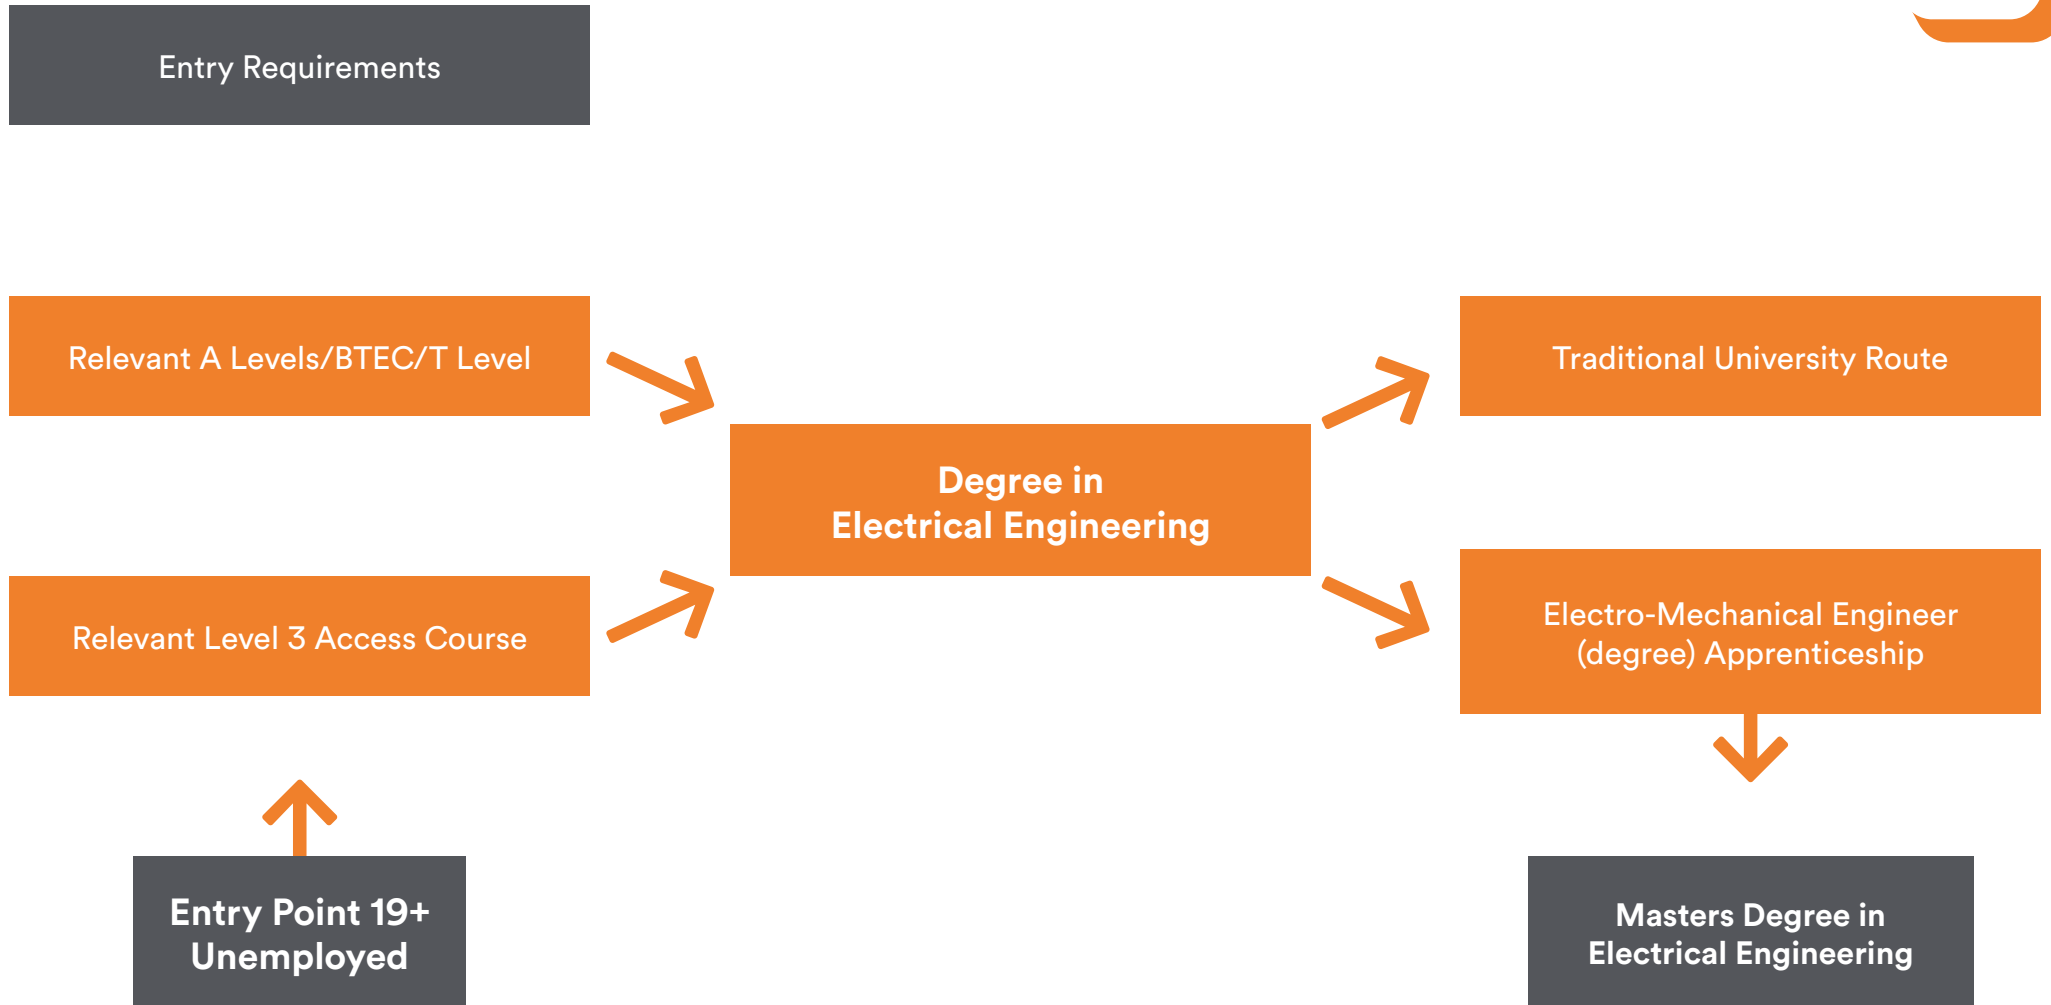 Entry Requirements
Relevant A Levels/BTEC/T Level
Relevant Level 3 Access Course
Entry Point 19+
Unemployed
Degree in
Electrical Engineering
Traditional University Route
Electro-Mechanical Engineer
(degree) Apprenticeship
Masters Degree in
Electrical Engineering